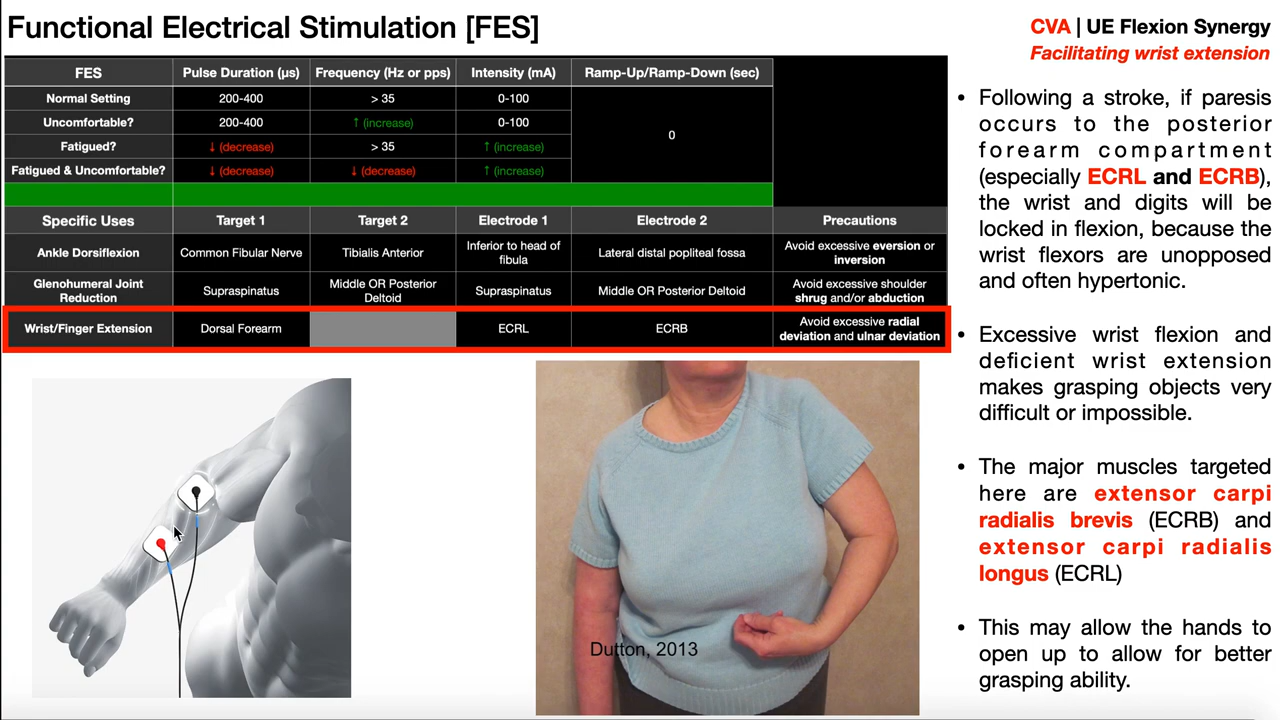 Functional Electrical Stimulation [FES]
CVA | UE Flexion Synergy
Facilitating wrist extension
FES Pulse Duration (µs) Frequency (Hz or pps) Intensity (mA) Ramp-Up/Ramp-Down (sec)
Normal Setting 200-400 > 35 0-100 0
Uncomfortable? 200-400 ↑ (increase) 0-100
Fatigued? ↓ (decrease) > 35 ↑ (increase)
Fatigued & Uncomfortable? ↓ (decrease) ↓ (decrease) ↑ (increase)
Specific Uses Target 1 Target 2 Electrode 1 Electrode 2 Precautions
Ankle Dorsiflexion Common Fibular Nerve Tibialis Anterior Inferior to head of fibula Lateral distal popliteal fossa Avoid excessive eversion or inversion
Glenohumeral Joint Reduction Supraspinatus Middle OR Posterior Deltoid Supraspinatus Middle OR Posterior Deltoid Avoid excessive shoulder shrug and/or abduction
Wrist/Finger Extension Dorsal Forearm ECRL ECRB Avoid excessive radial deviation and ulnar deviation
• Following a stroke, if paresis
occurs to the posterior
forearm compartment
(especially ECRL and ECRB),
the wrist and digits will be
locked in flexion, because the
wrist flexors are unopposed
and often hypertonic.
• Excessive wrist flexion and
deficient wrist extension
makes grasping objects very
difficult or impossible.
• The major muscles targeted
here are extensor carpi
radialis brevis (ECRB) and
extensor carpi radialis
longus (ECRL)
• This may allow the hands to
open up to allow for better
grasping ability.
Dutton, 2013